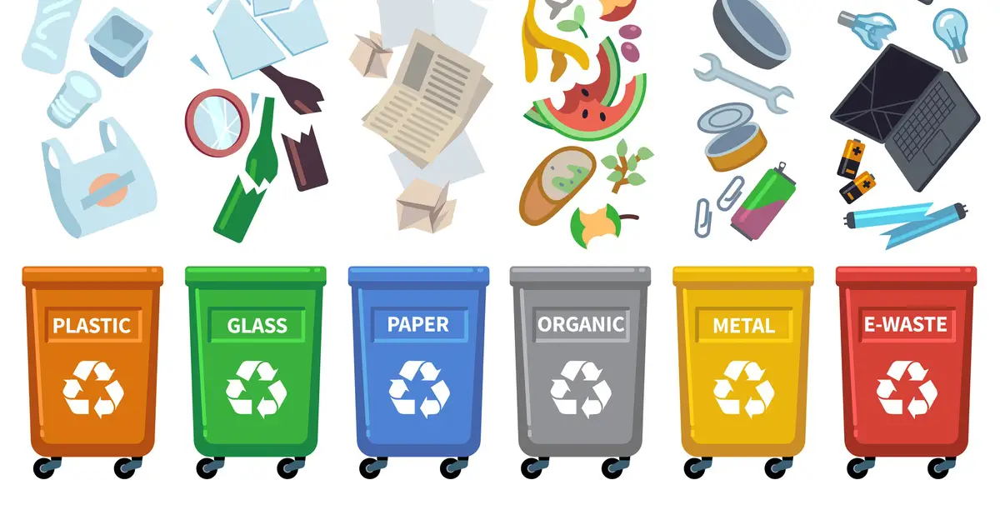 PLASTIC
GLASS
PAPER
ORGANIC
METAL
E-WASTE